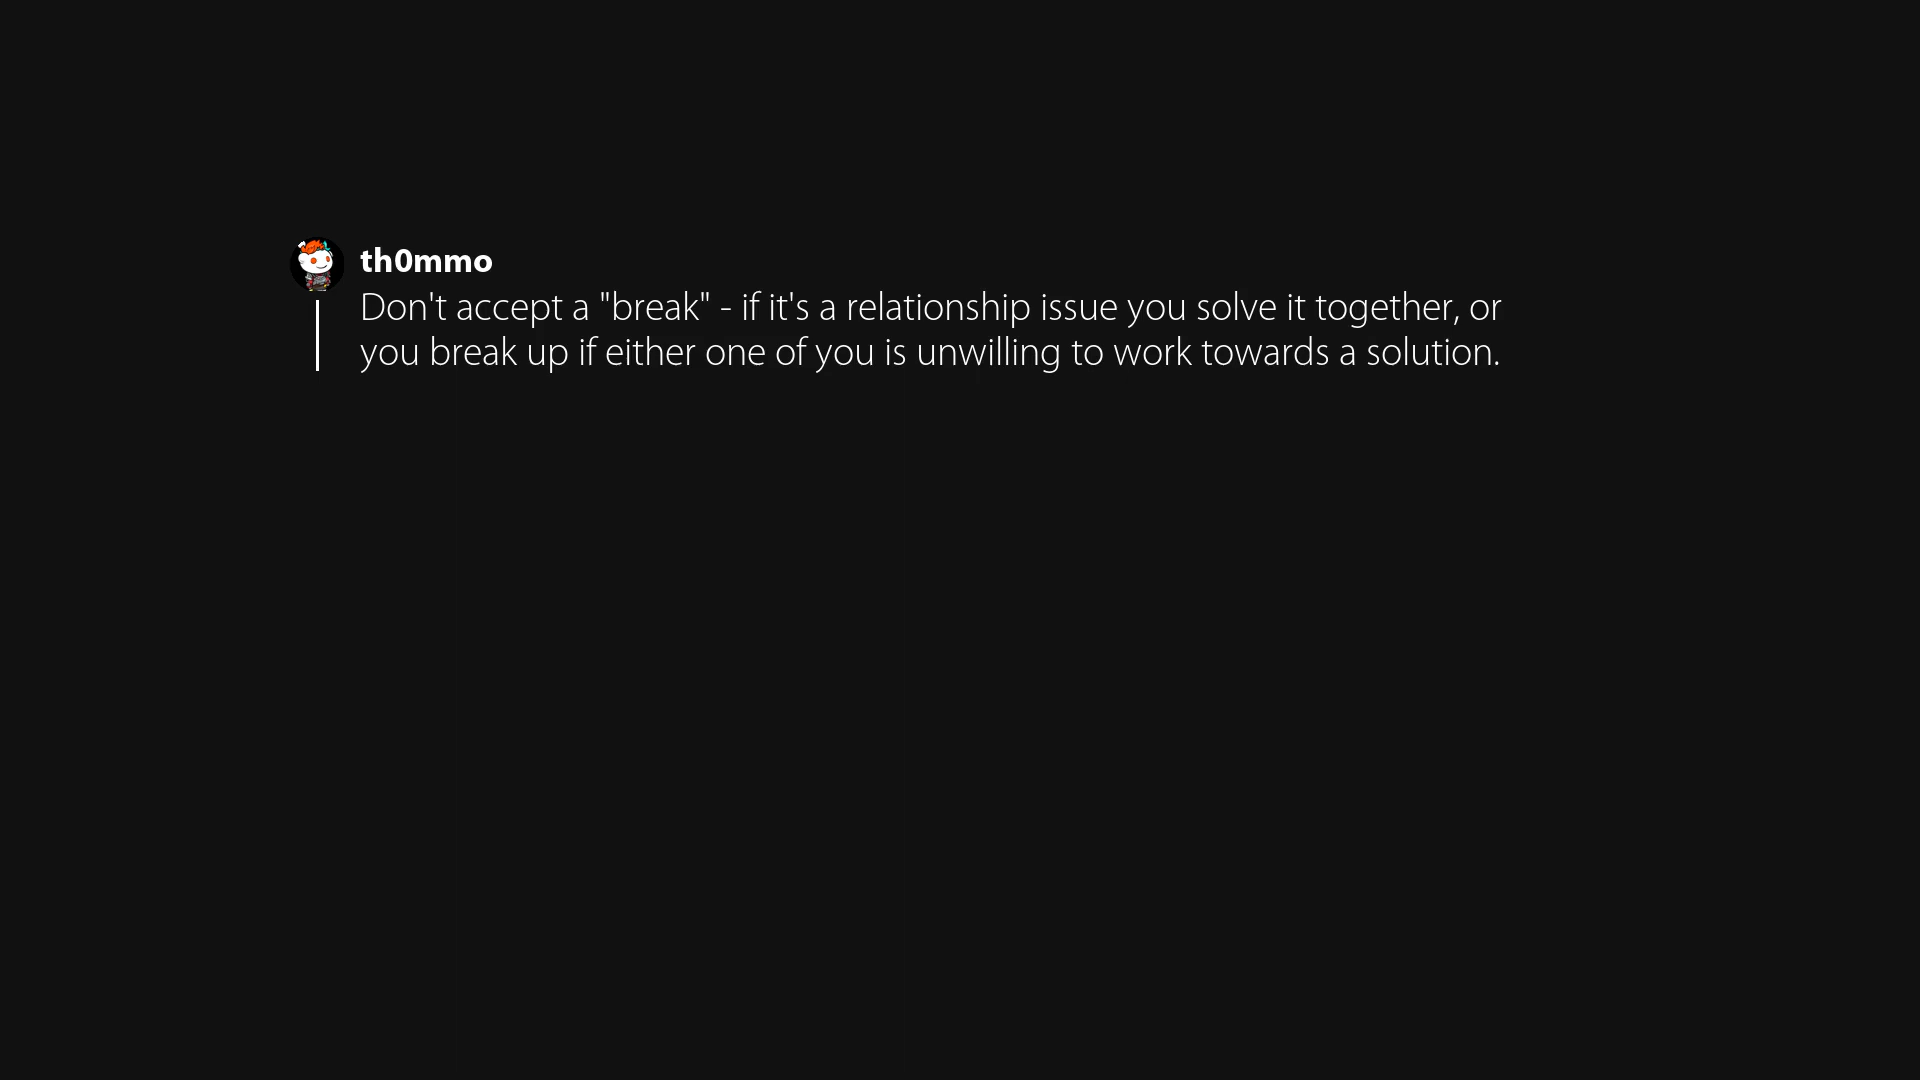 th0mmo
Don't accept a "break" - if it's a relationship issue you solve it together, or
you break up if either one of you is unwilling to work towards a solution.